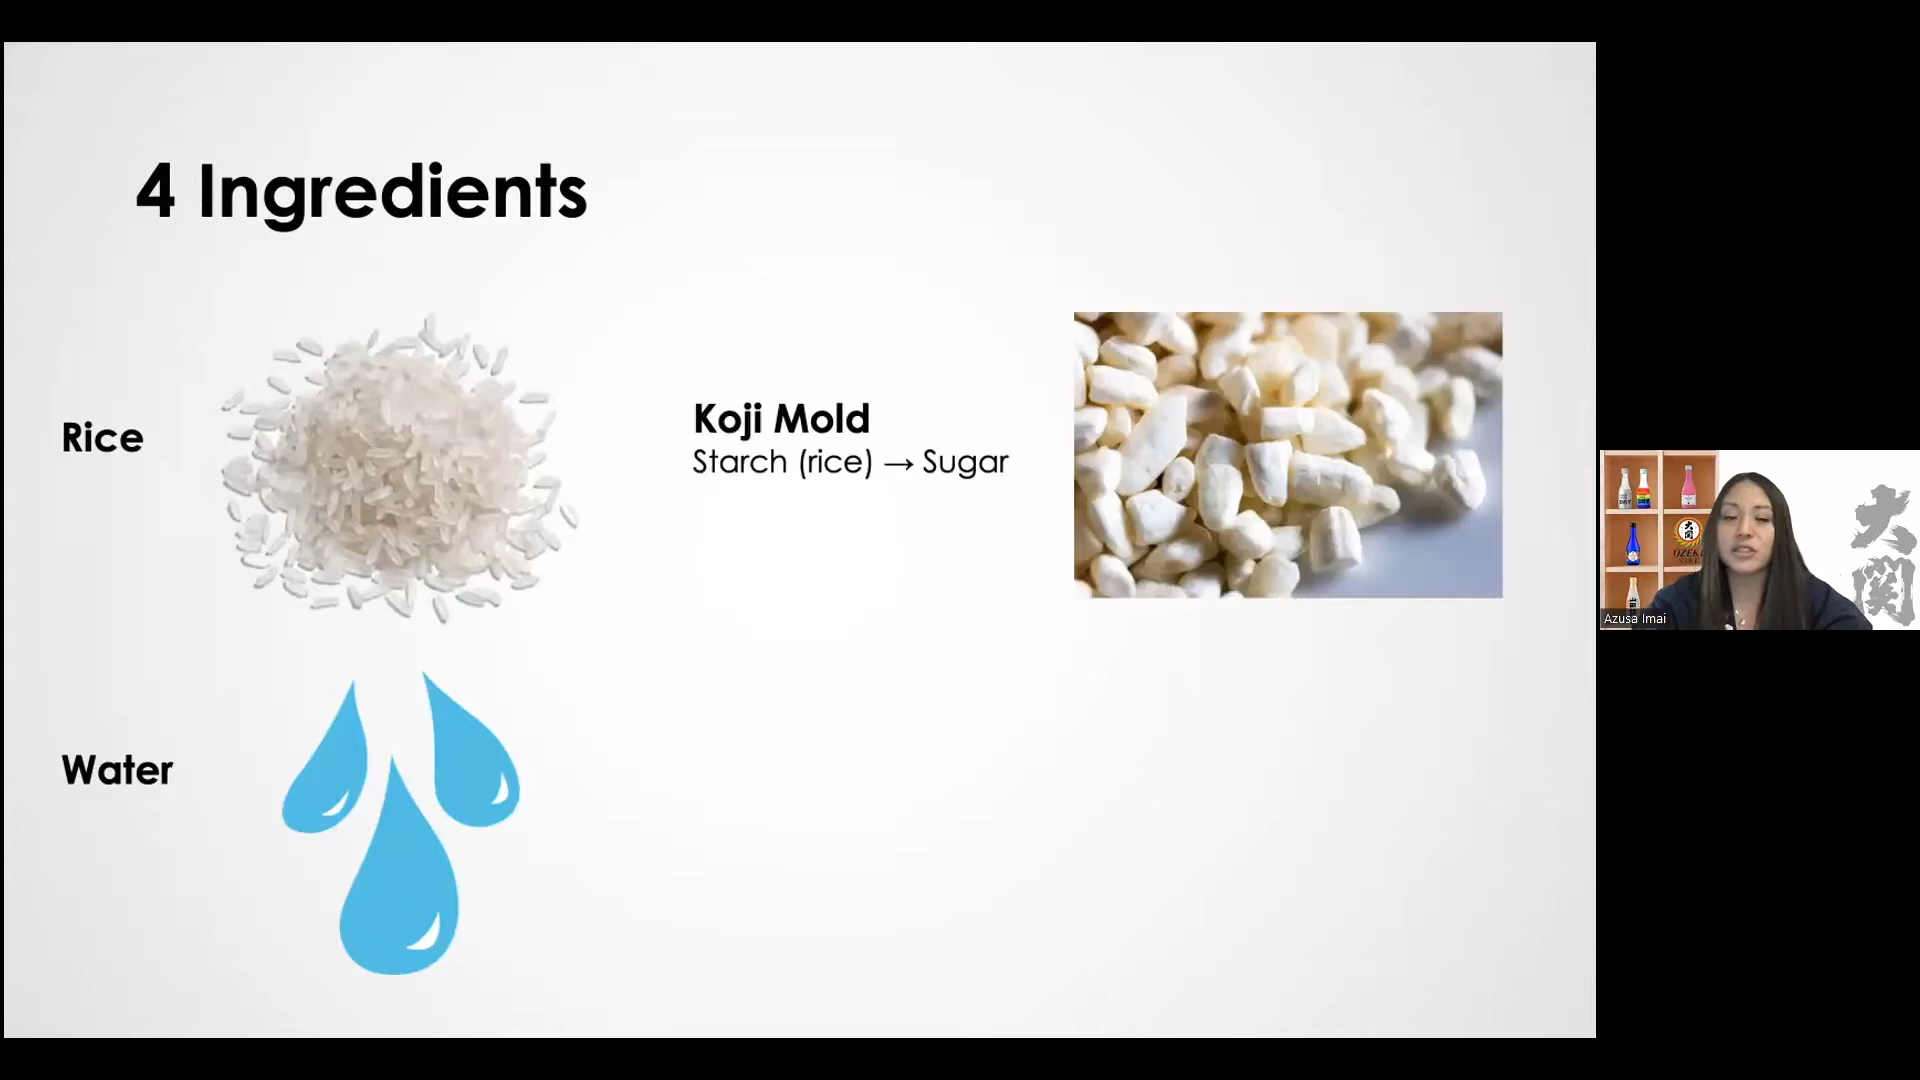 4 Ingredients
Rice
Koji Mold
Starch (rice) → Sugar
Water
大関
OZEKI
Azusa Imai